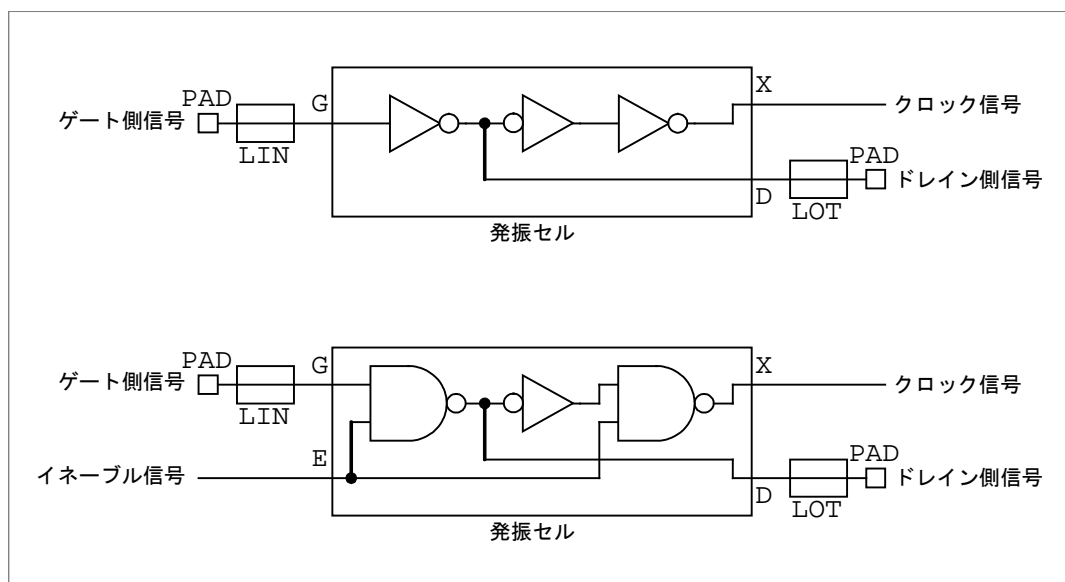 PAD
G
X
ゲート側信号
クロック信号
LIN
PAD
ドレイン側信号
D
LOT
発振セル
PAD
G
X
ゲート側信号
クロック信号
LIN
E
PAD
イネーブル信号
ドレイン側信号
D
LOT
発振セル